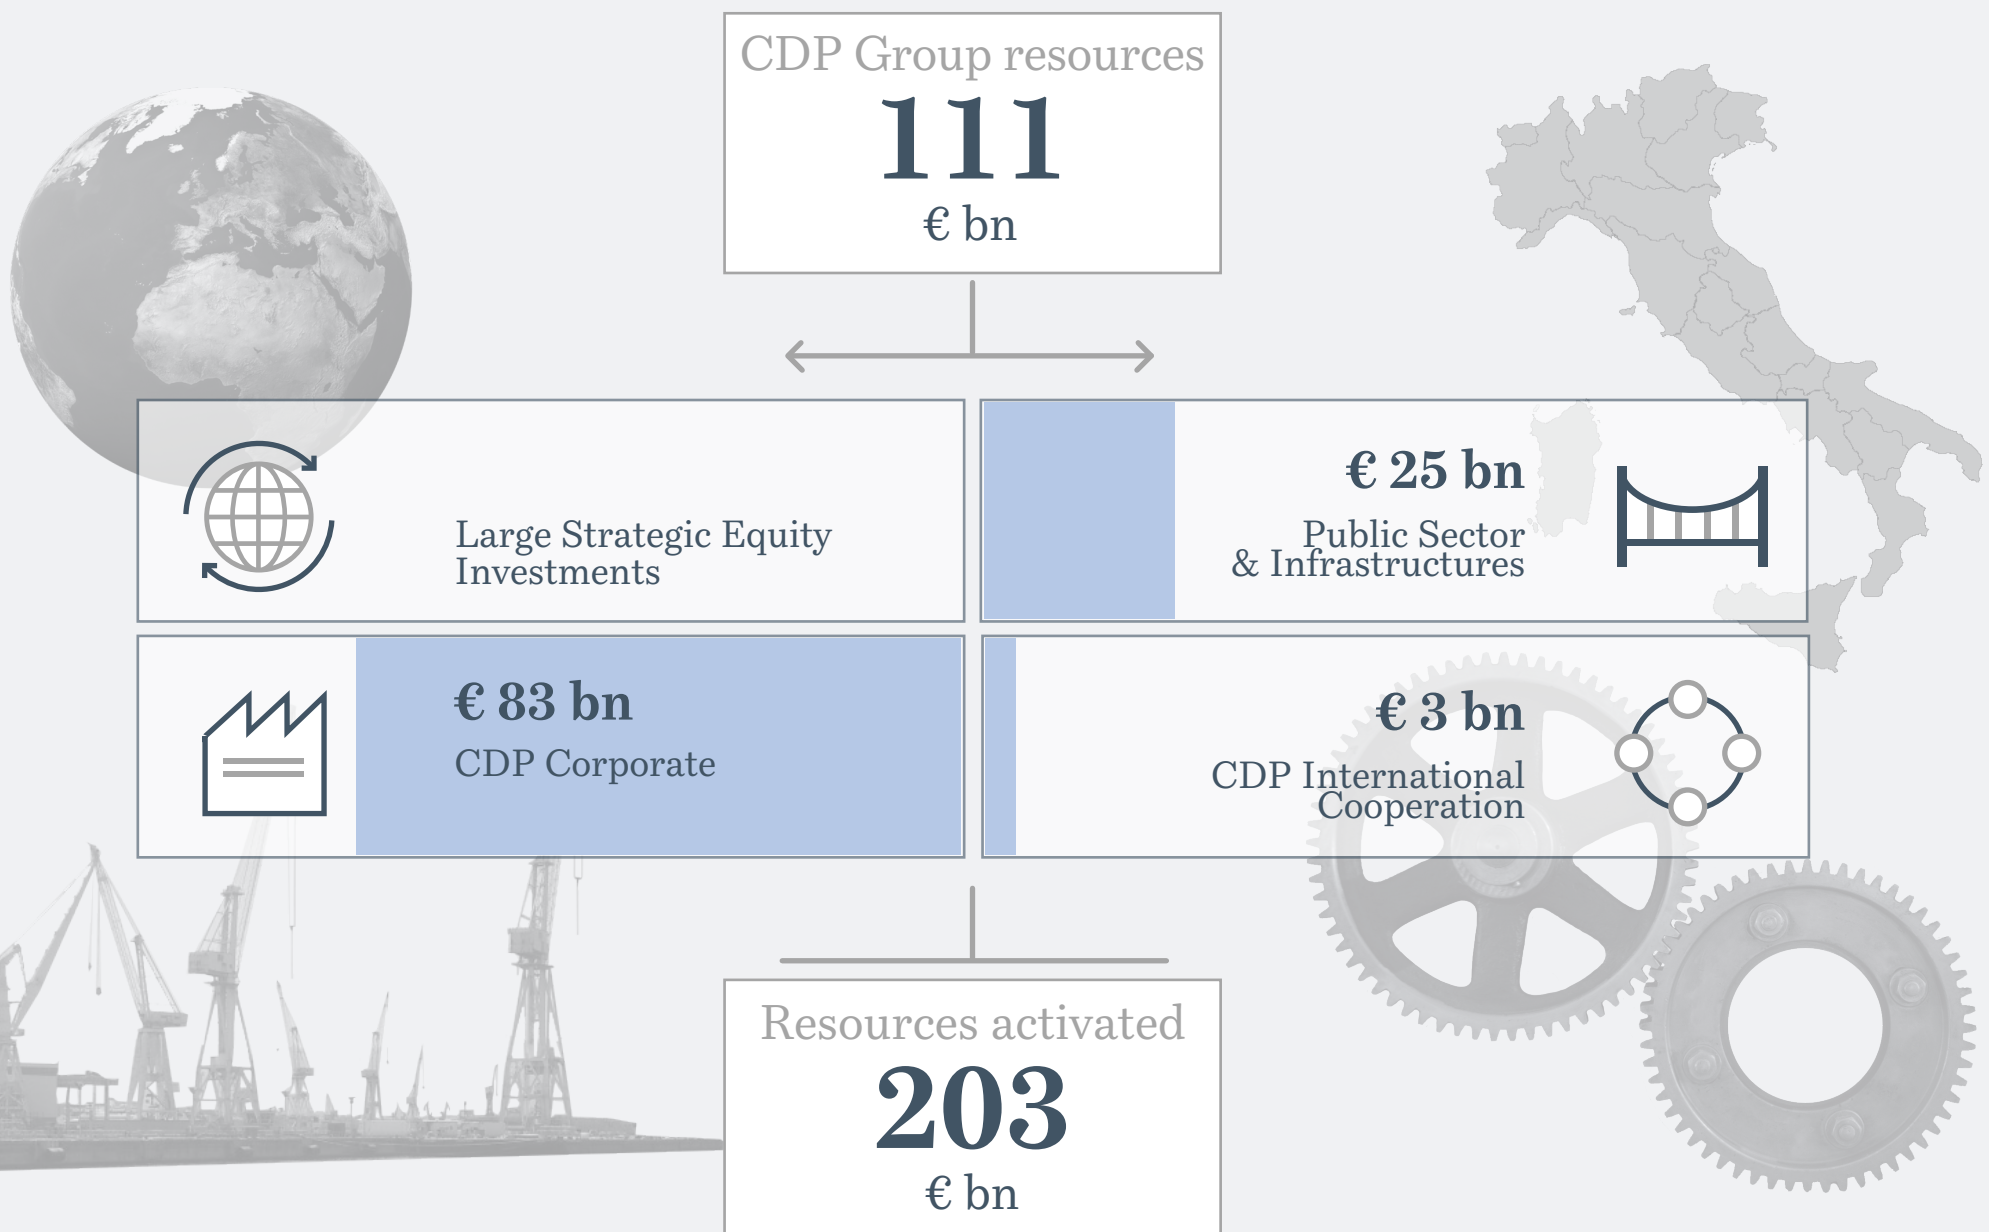 CDP Group resources
111
€ bn
Large Strategic Equity
Investments
€ 25 bn
Public Sector
& Infrastructures
€ 83 bn
CDP Corporate
€ 3 bn
CDP International
Cooperation
Resources activated
203
€ bn